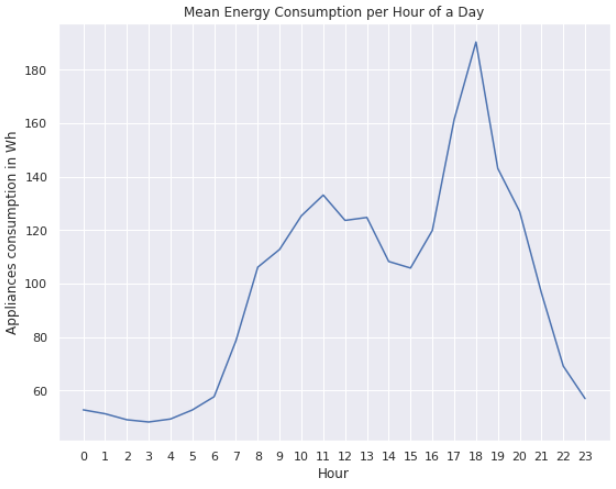 Mean Energy Consumption per Hour of a Day
Appliances consumption in Wh
180
160
140
120
100
80
60
0 1 2 3 4 5 6 7 8 9 10 11 12 13 14 15 16 17 18 19 20 21 22 23
Hour